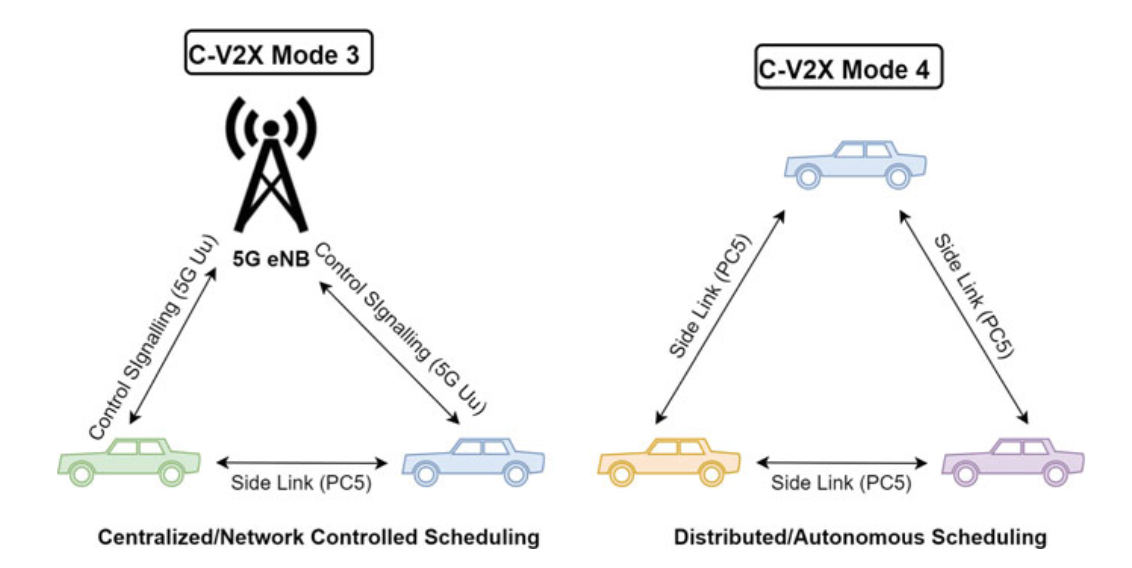 C-V2X Mode 3
5G eNB
Control SIgnalling (5G Uu)
Control SIgnalling (5G Uu)
Side Link (PC5)
Centralized/Network Controlled Scheduling
C-V2X Mode 4
Side Link (PC5)
Side Link (PC5)
Side Link (PC5)
Distributed/Autonomous Scheduling